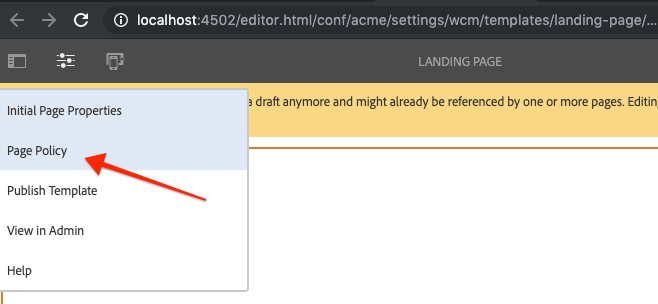 localhost:4502/editor.html/conf/acme/settings/wcm/templates/landing-page/...
LANDING PAGE
a draft anymore and might already be referenced by one or more pages. Editing
Initial Page Properties
Page Policy
Publish Template
View in Admin
Help